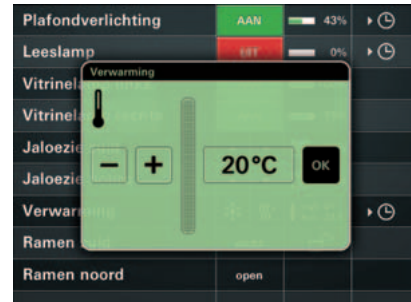 Plafondverlichting AAN 43%
Leeslamp UIT 0%
Verwarming
Vitrinel
Vitrinel
Jaloezie
20°C OK
Jaloezie
Verwar
Ramen
Ramen noord open